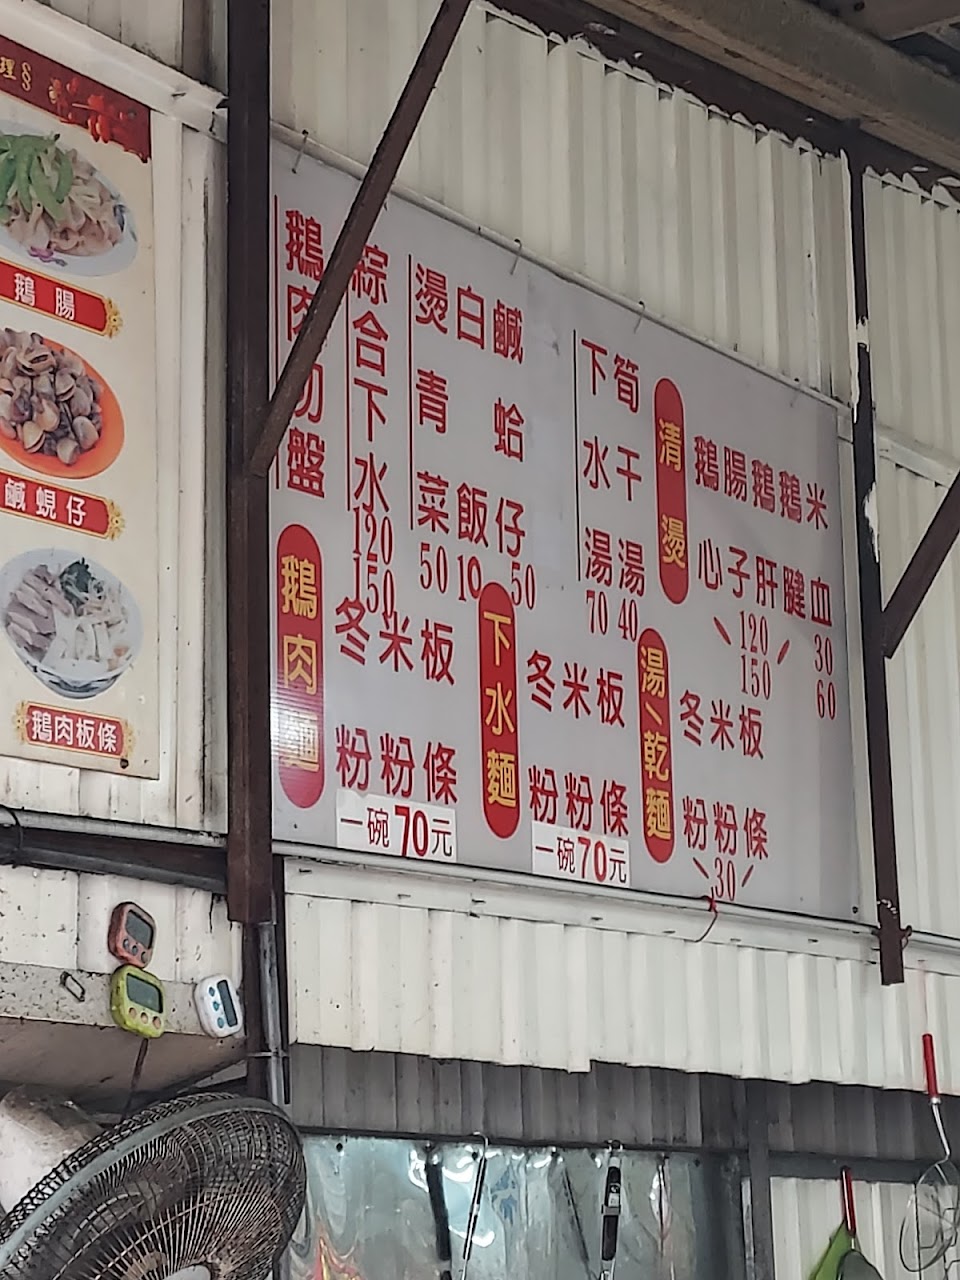 理§
鵝腸
鹹蜆仔
鵝肉板條
鵝肉切盤
綜合下水
120
150
燙青菜
50
白飯
10
鹹蛤仔
50
下水湯
70
筍干湯
40
清燙
鵝心
腸子
鵝肝
鵝腱
120
150
米血
30
60
鵝肉麵
冬粉
米粉
板條
一碗70元
下水麵
冬粉
米粉
板條
一碗70元
湯/乾麵
冬粉
米粉
板條
30